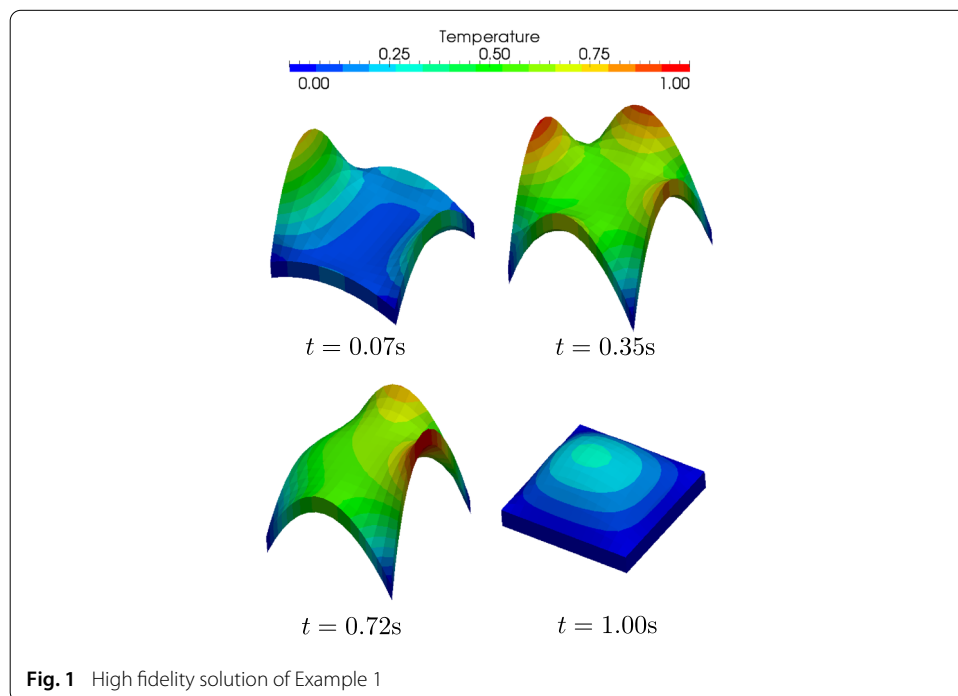 Temperature
0.25 0.50 0.75
0.00 1.00
t = 0.07s t = 0.35s
t = 0.72s t = 1.00s
Fig. 1 High fidelity solution of Example 1